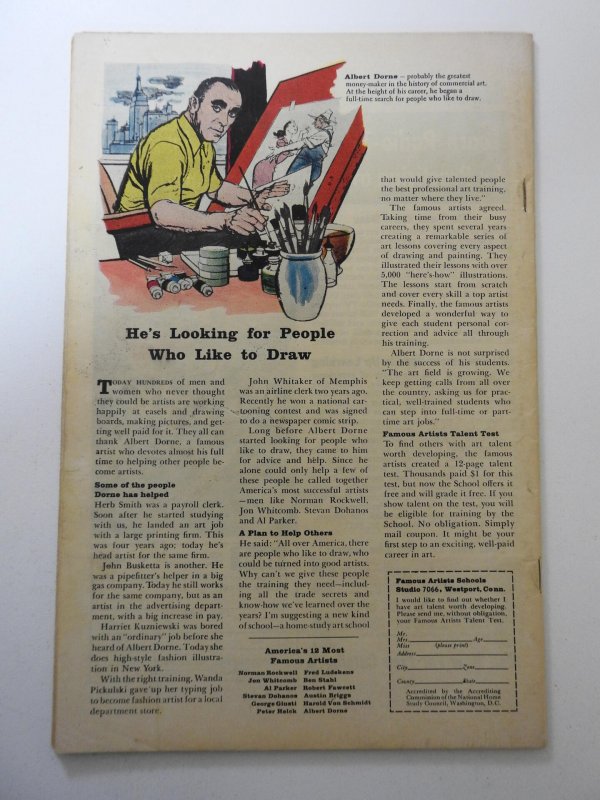 Albert Dorne — probably the greatest
money-maker in the history of commercial art.
At the height of his career, he began a
full-time search for people who like to draw.
He's Looking for People
Who Like to Draw
TODAY HUNDREDS of men and
women who never thought
they could be artists are working
happily at easels and drawing
boards, making pictures, and get-
ting well paid for it. They all can
thank Albert Dorne, a famous
artist who devotes almost his full
time to helping other people be-
come artists.
Some of the people
Dorne has helped
Herb Smith was a payroll clerk.
Soon after he started studying
with us, he landed an art job
with a large printing firm. This
was four years ago; today he's
head artist for the same firm.
John Busketta is another. He
was a pipefitter's helper in a big
gas company. Today he still works
for the same company, but as an
artist in the advertising depart-
ment, with a big increase in pay.
Harriet Kuzniewski was bored
with an "ordinary" job before she
heard of Albert Dorne. Today she
does high-style fashion illustra-
tion in New York.
With the right training, Wanda
Pickulski gave up her typing job
to become fashion artist for a local
department store.
John Whitaker of Memphis
was an airline clerk two years ago.
Recently he won a national car-
tooning contest and was signed
to do a newspaper comic strip.
Long before Albert Dorne
started looking for people who
like to draw, they came to him
for advice and help. Since he
alone could only help a few of
these people he called together
America's most successful artists
—men like Norman Rockwell,
Jon Whitcomb, Stevan Dohanos
and Al Parker.
A Plan to Help Others
He said: "All over America, there
are people who like to draw, who
could be turned into good artists.
Why can't we give these people
the training they need—includ-
ing all the trade secrets and
know-how we've learned over the
years? I'm suggesting a new kind
of school—a home-study art school
America's 12 Most
Famous Artists
Norman Rockwell Fred Ludekens
Jon Whitcomb Ben Stahl
Al Parker Robert Fawcett
Stevan Dohanos Austin Briggs
George Giusti Harold Von Schmidt
Peter Helck Albert Dorne
that would give talented people
the best professional art training,
no matter where they live."
The famous artists agreed.
Taking time from their busy
careers, they spent several years
creating a remarkable series of
art lessons covering every aspect
of drawing and painting. They
illustrated their lessons with over
5,000 "here's-how" illustrations.
The lessons start from scratch
and cover every skill a top artist
needs. Finally, the famous artists
developed a wonderful way to
give each student personal cor-
rection and advice all through
his training.
Albert Dorne is not surprised
by the success of his students.
"The art field is growing. We
keep getting calls from all over
the country, asking us for prac-
tical, well-trained students who
can step into full-time or part-
time art jobs."
Famous Artists Talent Test
To find others with art talent
worth developing, the famous
artists created a 12-page talent
test. Thousands paid $1 for this
test, but now the School offers it
free and will grade it free. If you
show talent on the test, you will
be eligible for training by the
School. No obligation. Simply
mail coupon. It might be your
first step to an exciting, well-paid
career in art.
Famous Artists Schools
Studio 7066, Westport, Conn.
I would like to find out whether I
have art talent worth developing.
Please send me, without obligation,
your Famous Artists Talent Test.
Mr.
Mrs. Age
Miss (please print)
Address
City Zone
County State
Accredited by the Accrediting
Commission of the National Home
Study Council, Washington, D.C.